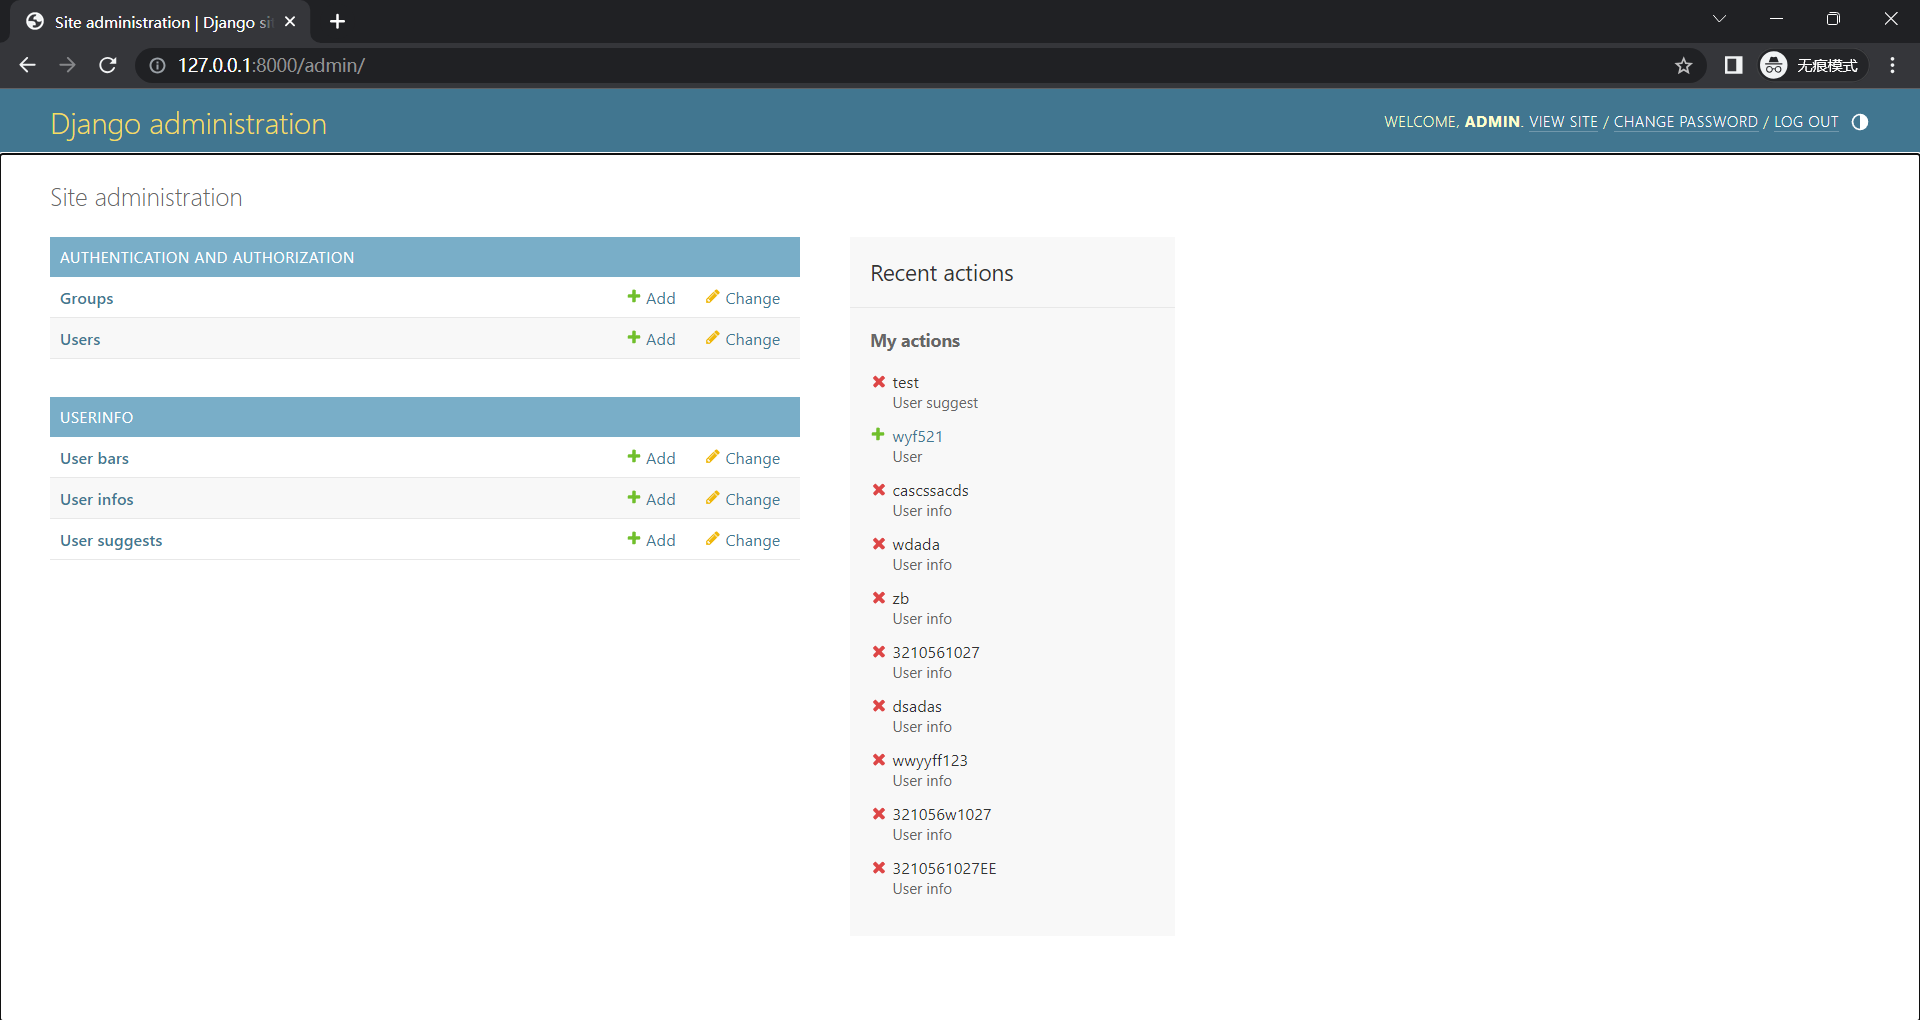 Site administration | Django si
127.0.0.1:8000/admin/
无痕模式
Django administration
WELCOME, ADMIN. VIEW SITE / CHANGE PASSWORD / LOG OUT
Site administration
AUTHENTICATION AND AUTHORIZATION
Groups Add Change
Users Add Change
USERINFO
User bars Add Change
User infos Add Change
User suggests Add Change
Recent actions
My actions
test
User suggest
wyf521
User
cascssacds
User info
wdada
User info
zb
User info
3210561027
User info
dsadas
User info
wwyyff123
User info
321056w1027
User info
3210561027EE
User info